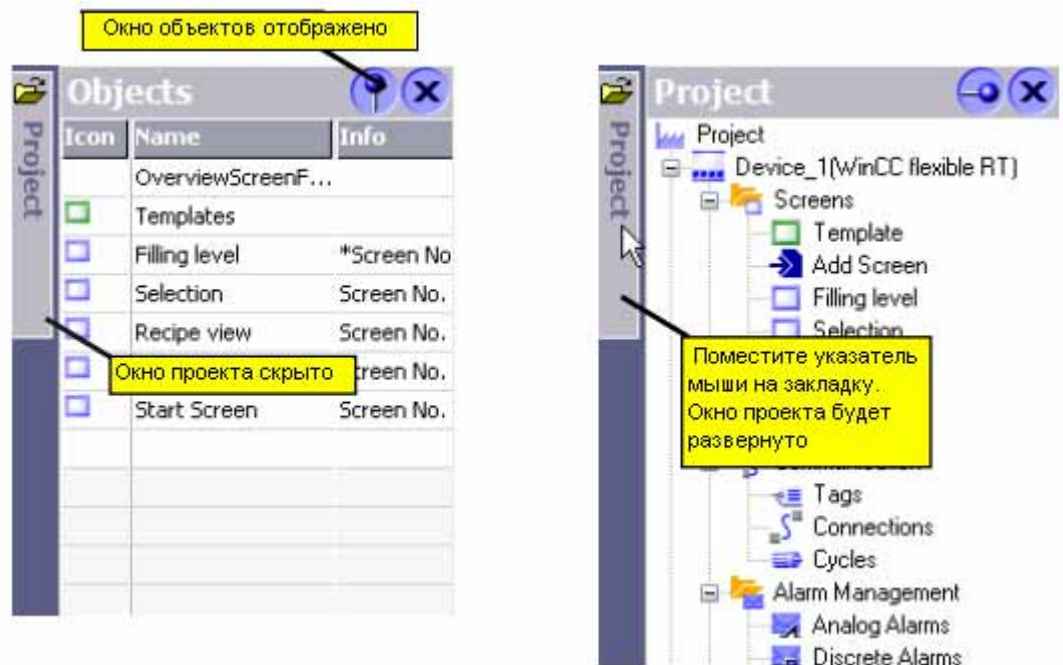 Окно объектов отображено
Project
Objects
Icon Name Info
OverviewScreenF...
Templates
Filling level *Screen No
Selection Screen No.
Recipe view Screen No.
Окно проекта скрыто
Screen No.
Start Screen Screen No.
Project
Project
Project
Device_1(WinCC flexible RT)
Screens
Template
Add Screen
Filling level
Selection
Поместите указатель
мыши на закладку.
Окно проекта будет
развернуто
Tags
Connections
Cycles
Alarm Management
Analog Alarms
Discrete Alarms